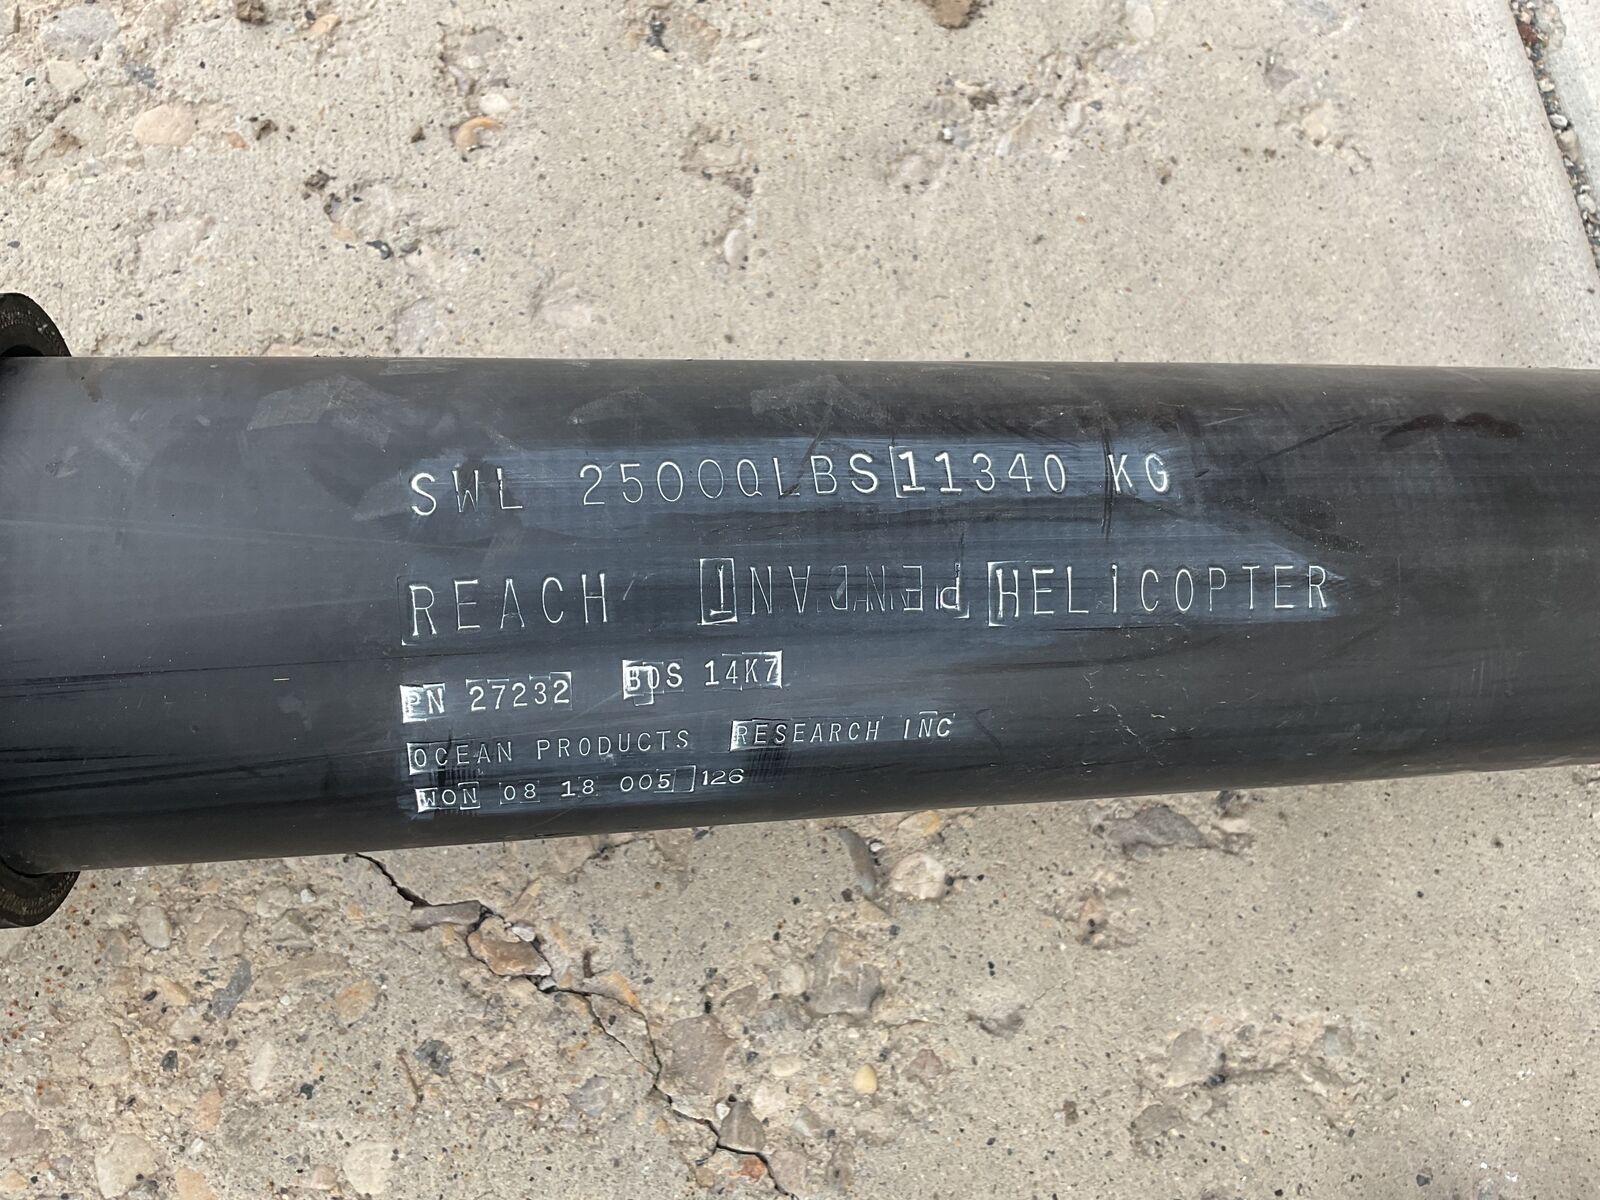 SWL 25000LBS 11340 KG
REACH PENDANT HELICOPTER
PN 27232 BOS 14K7
OCEAN PRODUCTS RESEARCH INC
WON 08 18 005 126